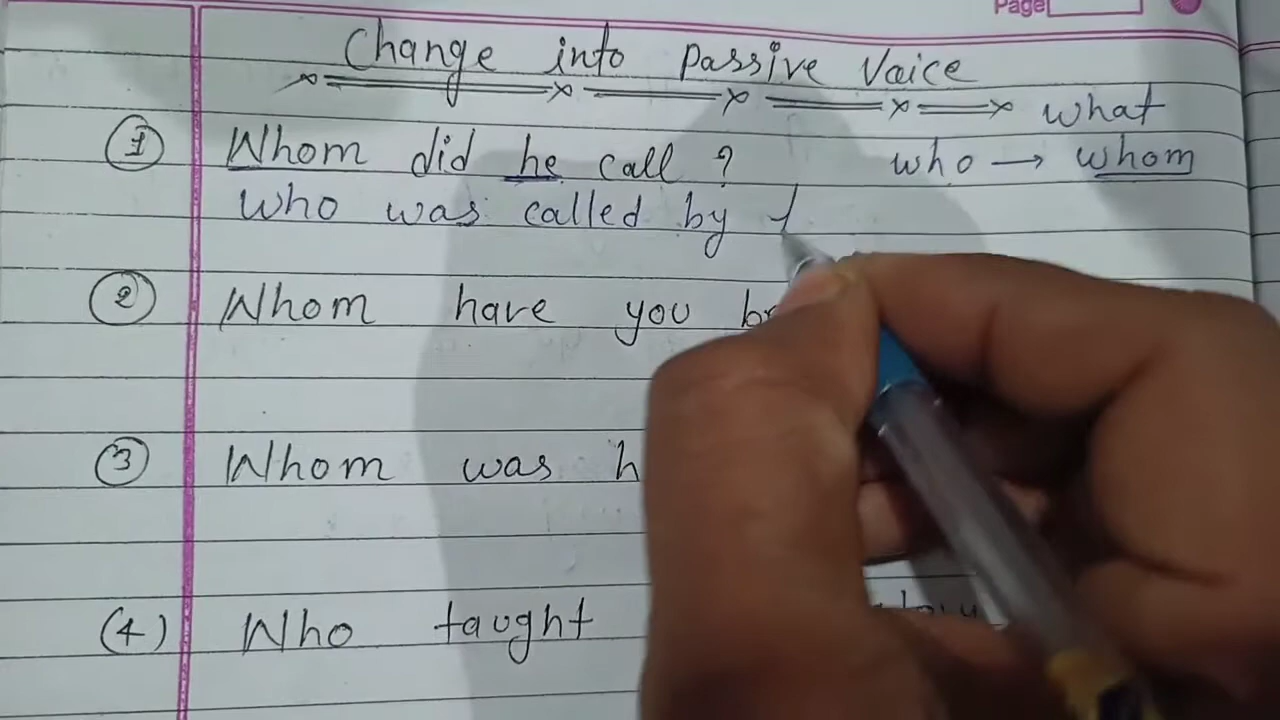 Page
Change into Passive Voice
what
① Whom did he call ? who → whom
Who was called by
② Whom have you
③ Whom was
(4) Who taught